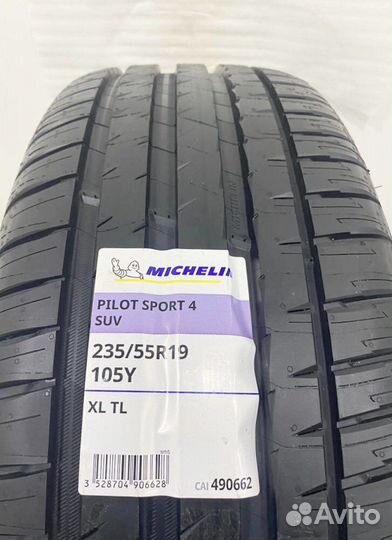 MICHELIN
PILOT SPORT 4
SUV
235/55R19
105Y
XL TL
3 528704 906628
CAI 490662
Avito